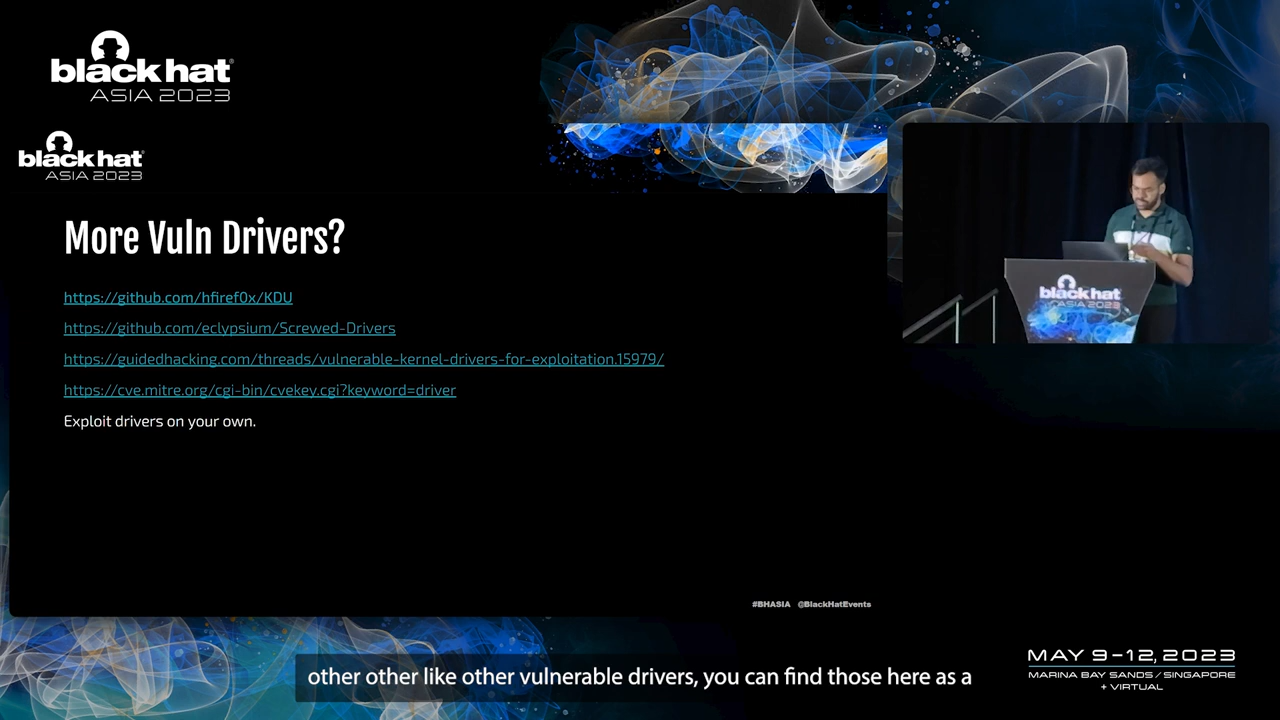 black hat®
ASIA 2023
black hat
ASIA 2023
More Vuln Drivers?
https://github.com/hfiref0x/KDU
https://github.com/eclypsium/Screwed-Drivers
https://guidedhacking.com/threads/vulnerable-kernel-drivers-for-exploitation.15979/
https://cve.mitre.org/cgi-bin/cvekey.cgi?keyword=driver
Exploit drivers on your own.
black hat
ASIA 2023
#BHASIA @BlackHatEvents
other other like other vulnerable drivers, you can find those here as a
MAY 9-12, 2023
MARINA BAY SANDS / SINGAPORE
+ VIRTUAL